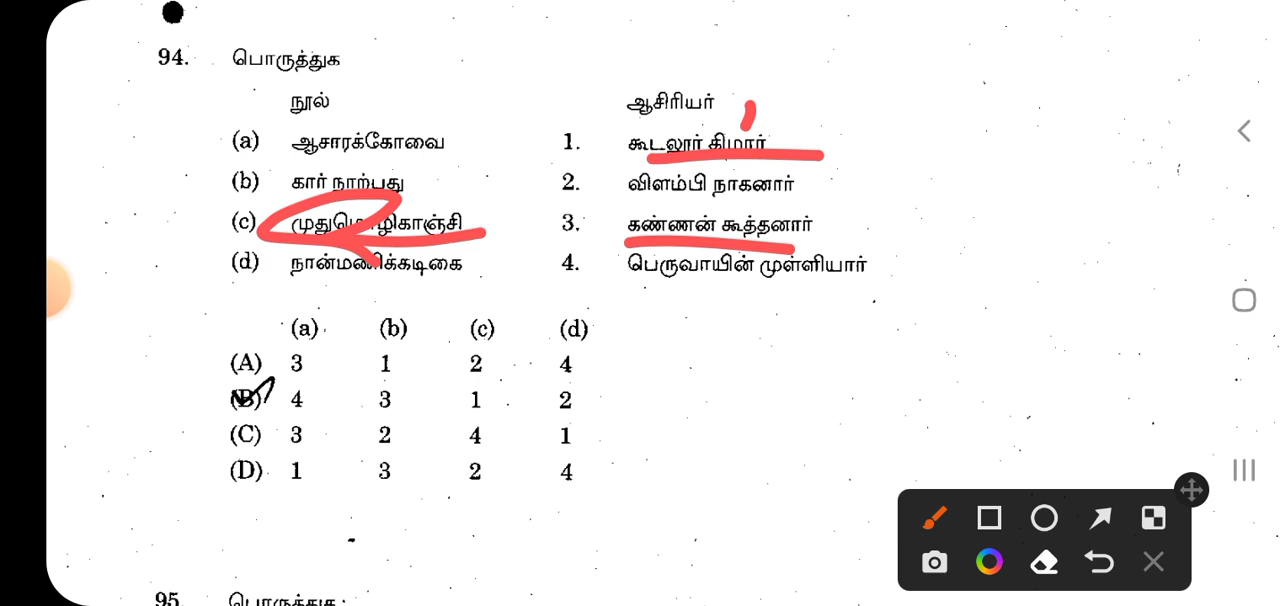 94. பொருத்துக
நூல் ஆசிரியர்
(a) ஆசாரக்கோவை 1. கூடலூர் கிழார்
(b) கார் நாற்பது 2. விளம்பி நாகனார்
(c) முதுமொழிகாஞ்சி 3. கண்ணன் கூத்தனார்
(d) நான்மணிக்கடிகை 4. பெருவாயின் முள்ளியார்
(a) (b) (c) (d)
(A) 3 1 2 4
(B) 4 3 1 2
(C) 3 2 4 1
(D) 1 3 2 4
95. பொருத்துக :